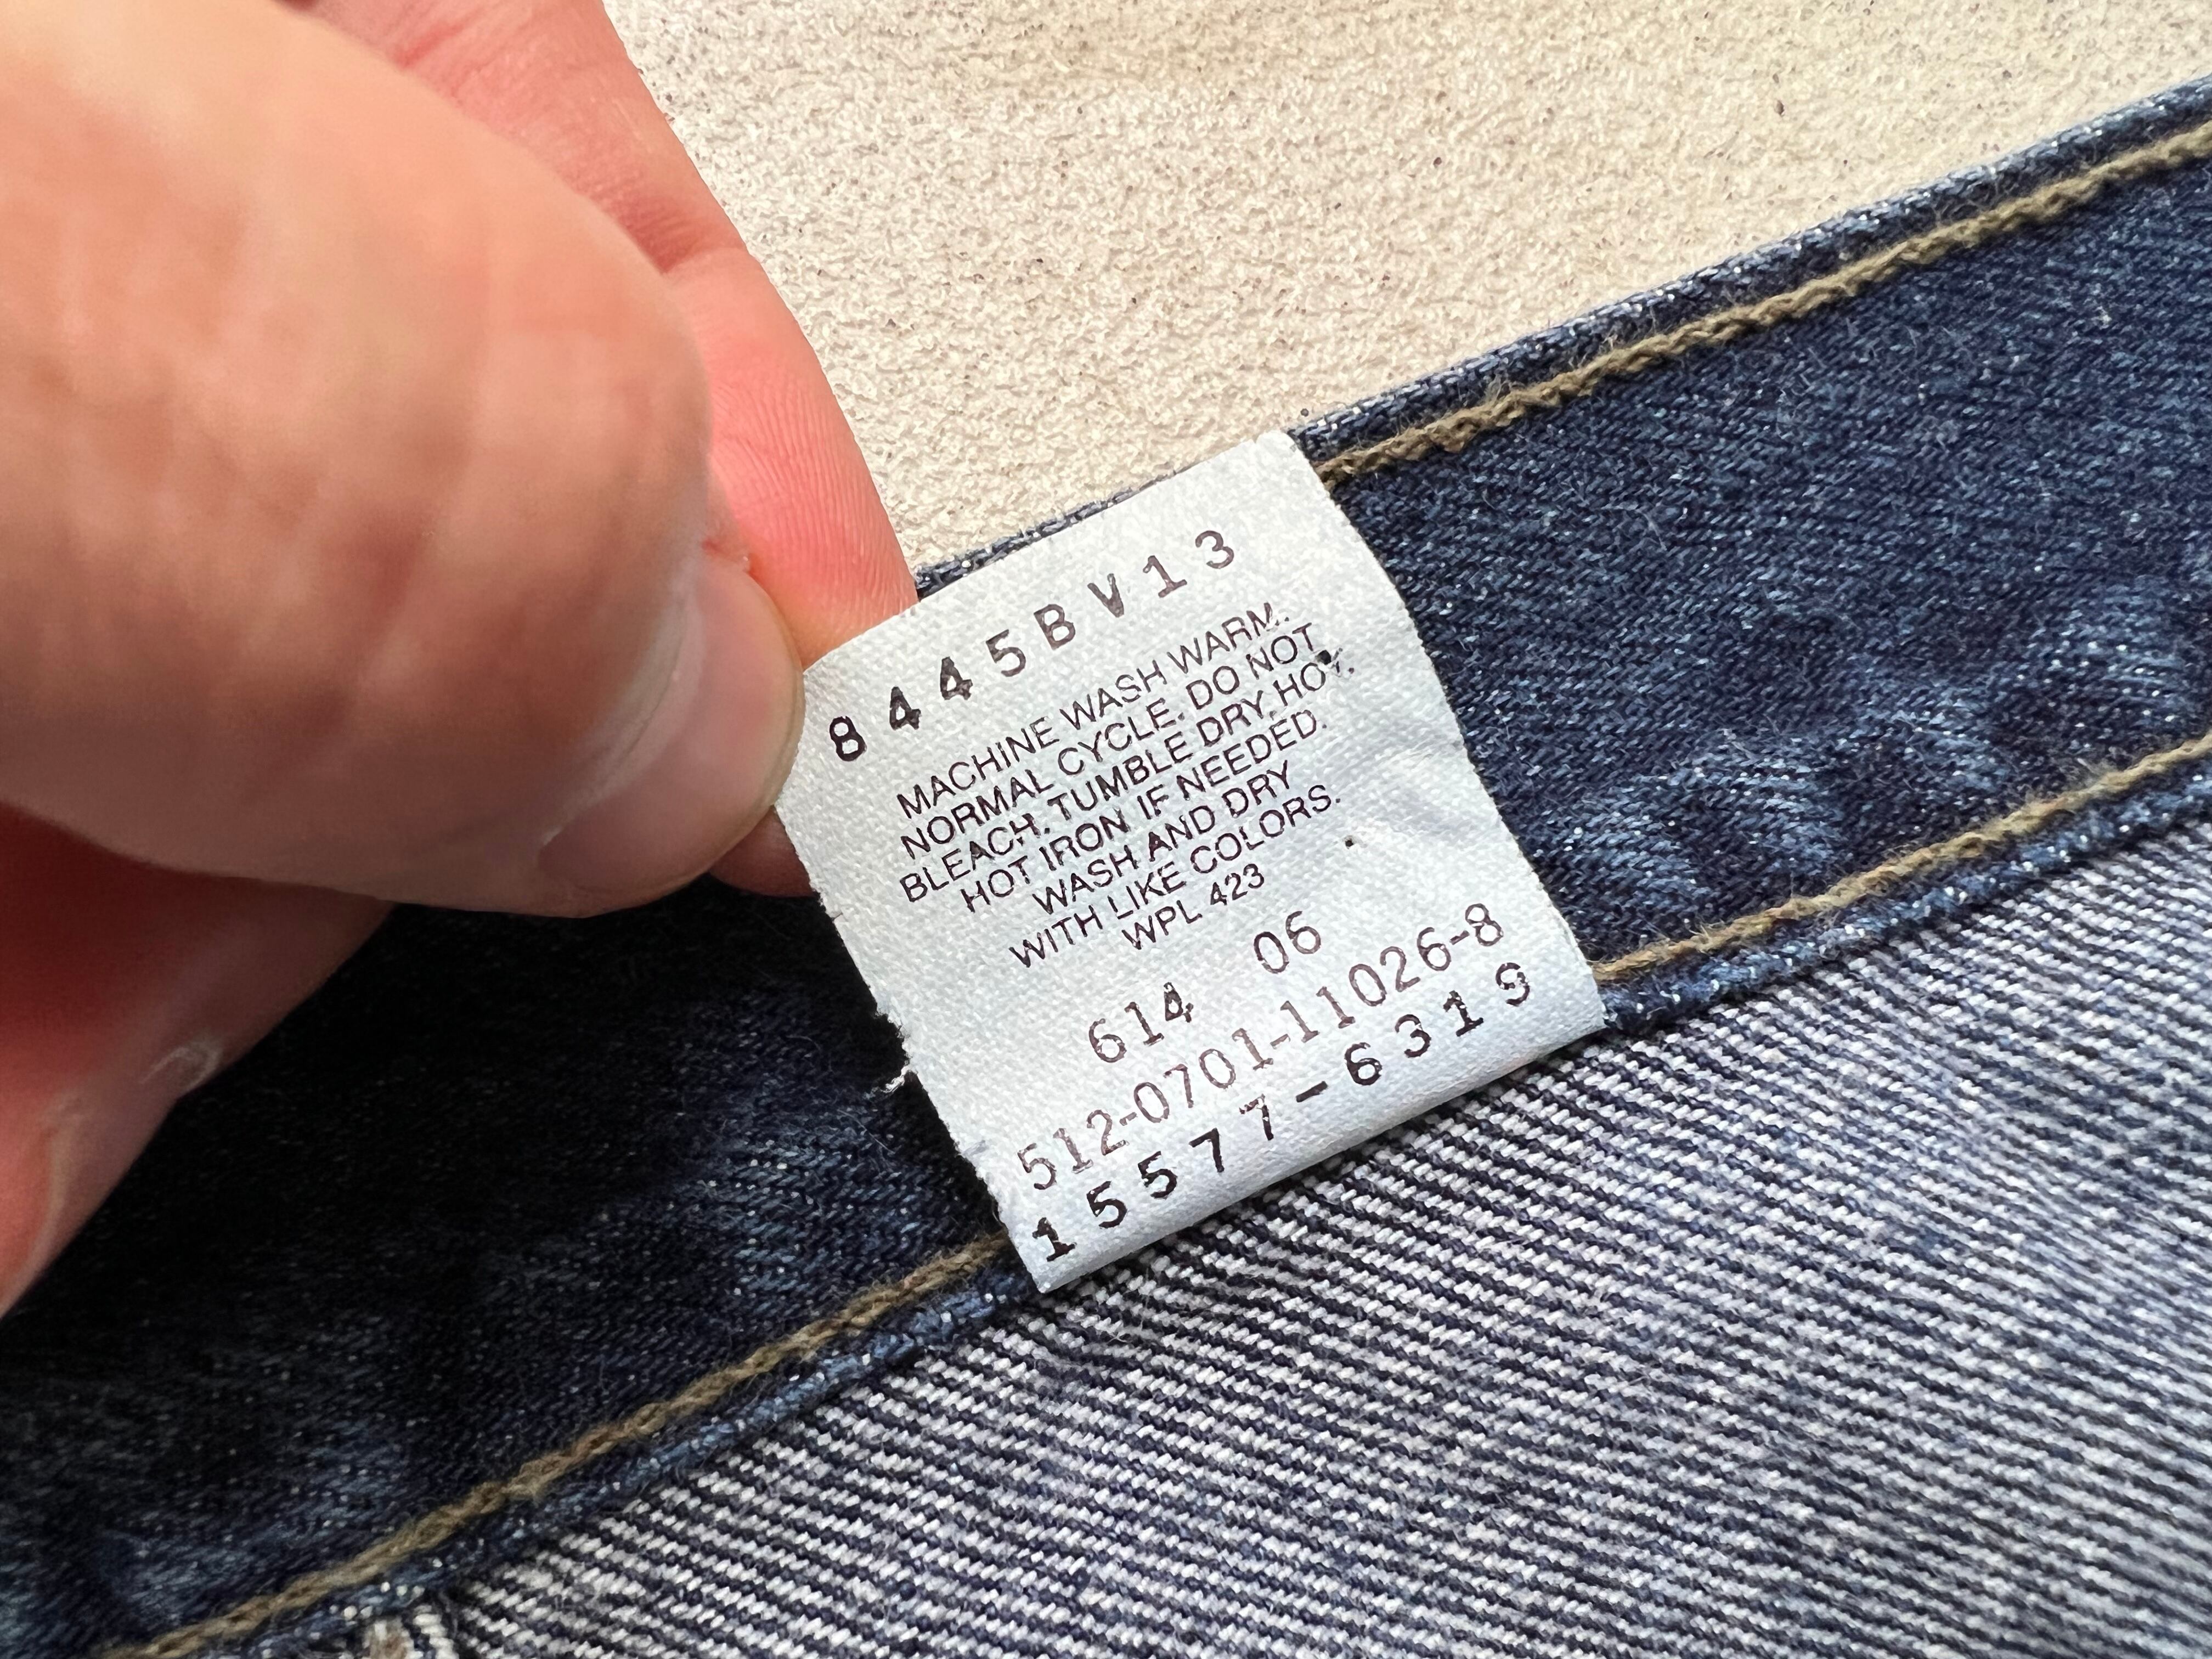 8445BV13
MACHINE WASH WARM.
NORMAL CYCLE. DO NOT
BLEACH. TUMBLE DRY, HOT.
HOT IRON IF NEEDED.
WASH AND DRY
WITH LIKE COLORS.
WPL 423
614 06
512-0701-11026-8
15577-6319